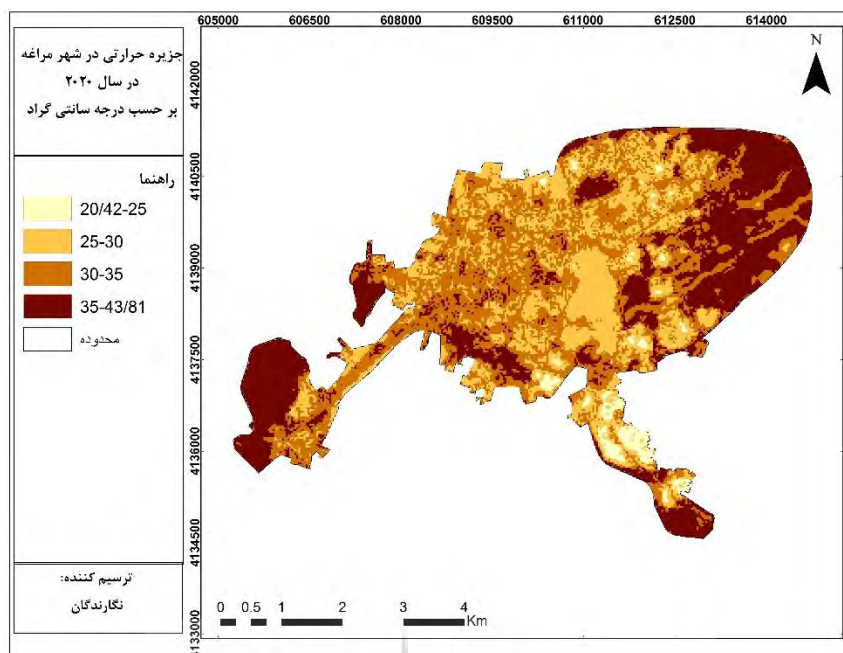 جزیره حرارتی در شهر مراغه
در سال ۲۰۲۰
بر حسب درجه سانتی گراد
راهنما
20/42-25
25-30
30-35
35-43/81
محدوده
ترسیم کننده:
نگارندگان
605000 606500 608000 609500 611000 612500 614000
4142000
4140500
4139000
4137500
4136000
4134500
4133000
N
0 0.5 1 2 3 4
Km